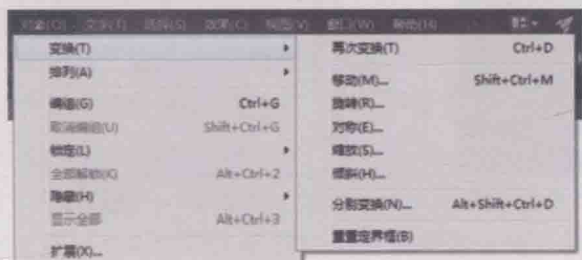 对象(O) 文字(T) 选择(S) 效果(C) 视图(V) 窗口(W) 帮助(H)
变换(T)
排列(A)
编组(G) Ctrl+G
取消编组(U) Shift+Ctrl+G
锁定(L)
全部解锁(K) Alt+Ctrl+2
隐藏(H)
显示全部 Alt+Ctrl+3
扩展(X)...
再次变换(T) Ctrl+D
移动(M)... Shift+Ctrl+M
旋转(R)...
对称(E)...
缩放(S)...
倾斜(H)...
分别变换(N)... Alt+Shift+Ctrl+D
重置定界框(B)